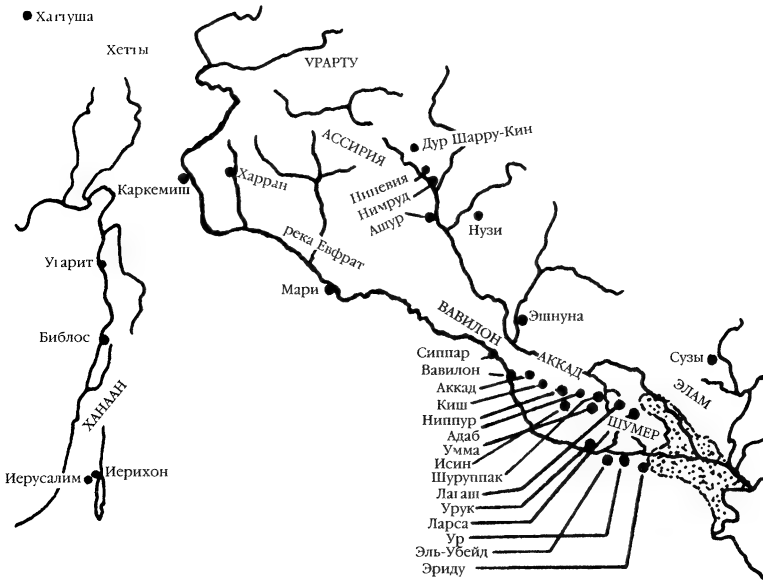 Хаттуша
Хетты
УРАРТУ
АССИРИЯ
Дур Шарру-Кин
Каркемиш
Харран
Ниневия
Нимруд
Ашур
Нузи
Угарит
река Евфрат
Мари
ВАВИЛОН
Эшнуна
Библос
Сиппар
АККАД
Сузы
Вавилон
Аккад
ЭЛАМ
Киш
ХАНААН
Ниппур
ШУМЕР
Адаб
Умма
Исин
Иерусалим
Иерихон
Шуруппак
Лагаш
Урук
Ларса
Ур
Эль-Убейд
Эриду